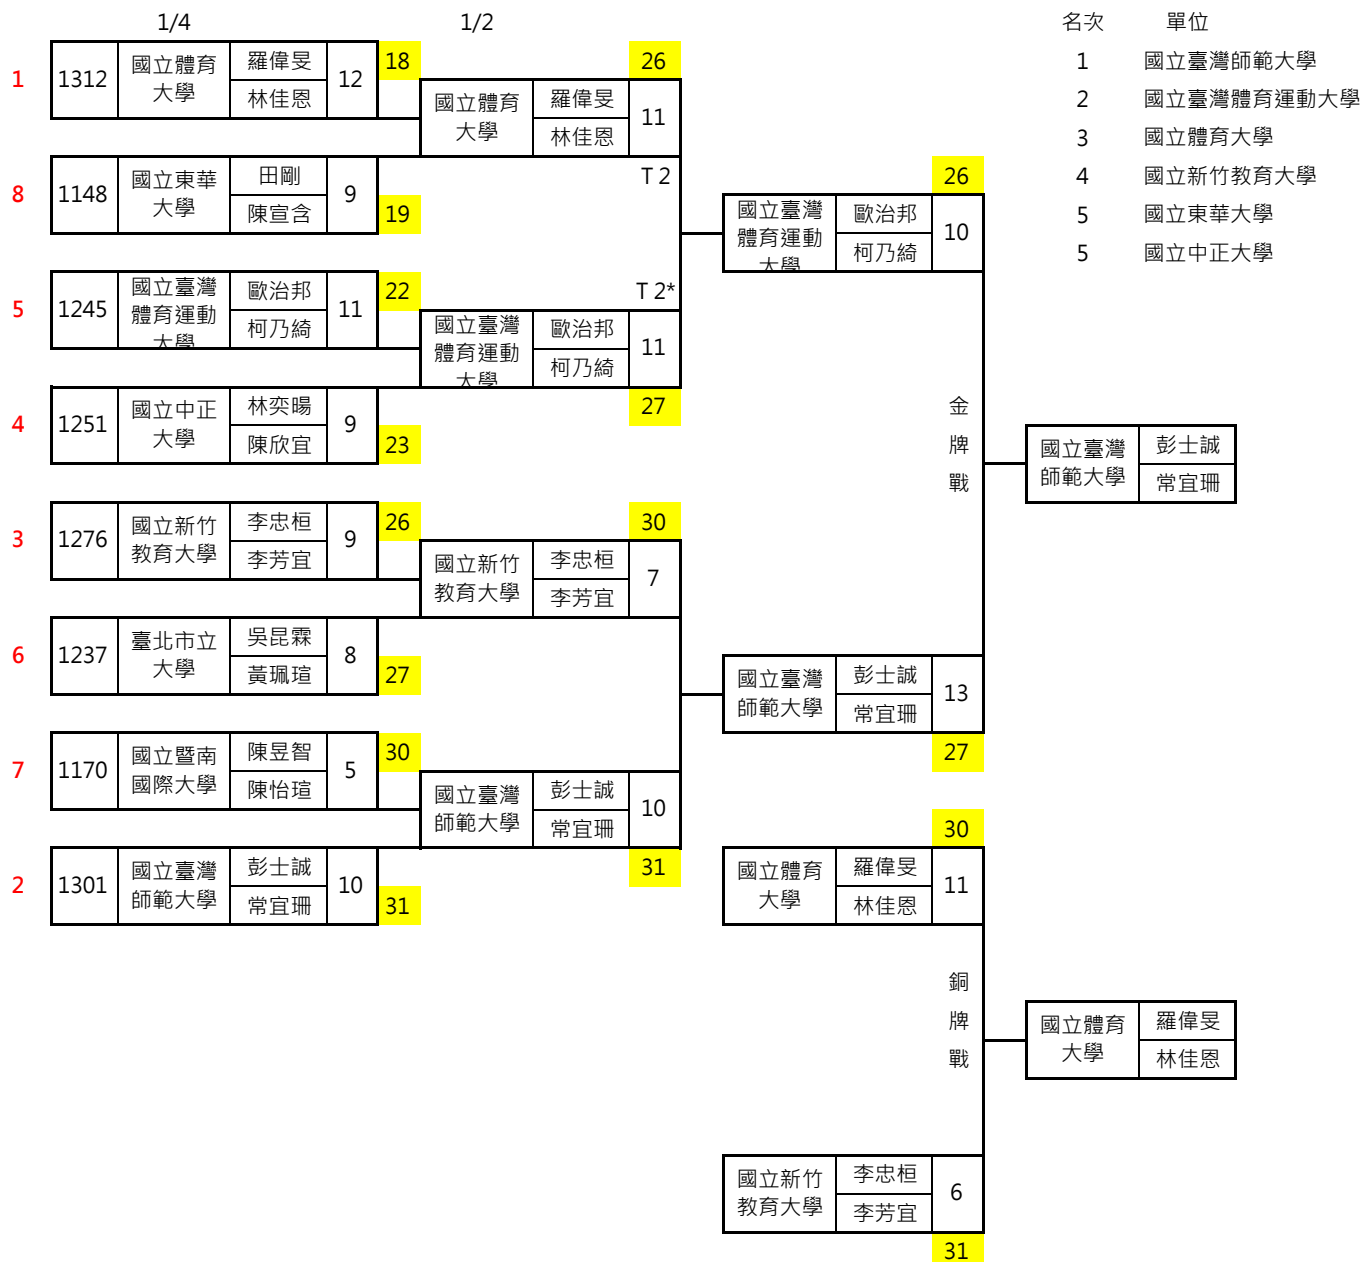 1/4 1/2 名次 單位
1 國立臺灣師範大學
2 國立臺灣體育運動大學
3 國立體育大學
4 國立新竹教育大學
5 國立東華大學
5 國立中正大學
1 1312 國立體育
大學 羅偉旻
林佳恩 12 18
8 1148 國立東華
大學 田剛
陳宣含 9 19
5 1245 國立臺灣
體育運動
大學 歐治邦
柯乃綺 11 22
4 1251 國立中正
大學 林奕暘
陳欣宜 9 23
3 1276 國立新竹
教育大學 李忠桓
李芳宜 9 26
6 1237 臺北市立
大學 吳昆霖
黃珮瑄 8 27
7 1170 國立暨南
國際大學 陳昱智
陳怡瑄 5 30
2 1301 國立臺灣
師範大學 彭士誠
常宜珊 10 31
26
國立體育
大學 羅偉旻
林佳恩 11
T 2
T 2*
國立臺灣
體育運動
大學 歐治邦
柯乃綺 11
27
30
國立新竹
教育大學 李忠桓
李芳宜 7
國立臺灣
師範大學 彭士誠
常宜珊 10
31
26
國立臺灣
體育運動
大學 歐治邦
柯乃綺 10
金
牌
戰
國立臺灣
師範大學 彭士誠
常宜珊 13
27
國立臺灣
師範大學 彭士誠
常宜珊
30
國立體育
大學 羅偉旻
林佳恩 11
銅
牌
戰
國立新竹
教育大學 李忠桓
李芳宜 6
31
國立體育
大學 羅偉旻
林佳恩